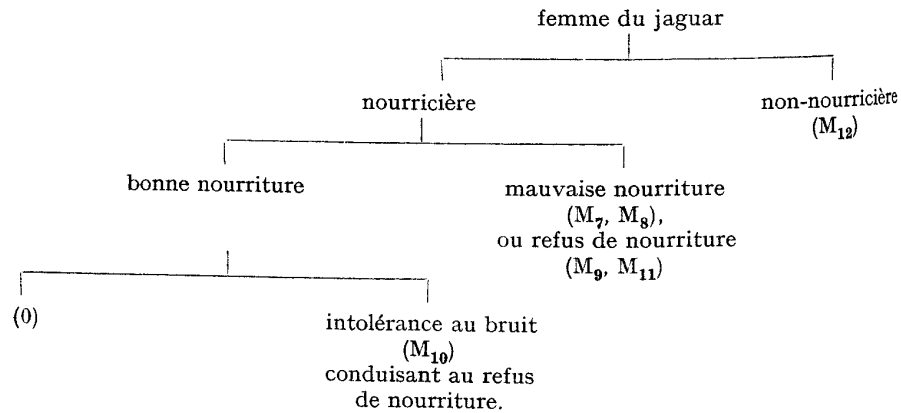 femme du jaguar
nourricière
non-nourricière
(M₁₂)
bonne nourriture
mauvaise nourriture
(M₇, M₈),
ou refus de nourriture
(M₉, M₁₁)
(0)
intolérance au bruit
(M₁₀)
conduisant au refus
de nourriture.